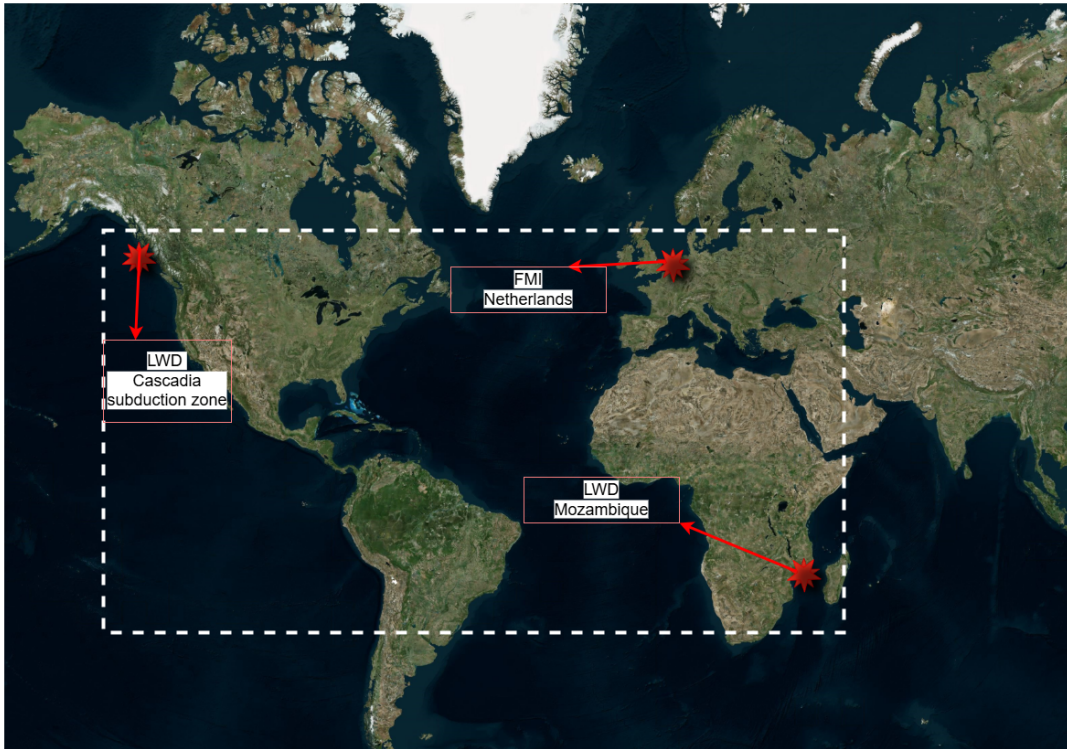 FMI
Netherlands
LWD
Cascadia
subduction zone
LWD
Mozambique